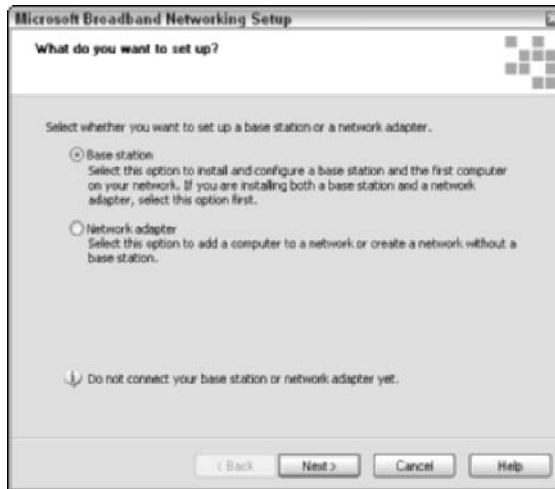 Microsoft Broadband Networking Setup
What do you want to set up?
Select whether you want to set up a base station or a network adapter.
Base station
Select this option to install and configure a base station and the first computer
on your network. If you are installing both a base station and a network
adapter, select this option first.
Network adapter
Select this option to add a computer to a network or create a network without a
base station.
Do not connect your base station or network adapter yet.
< Back Next > Cancel Help